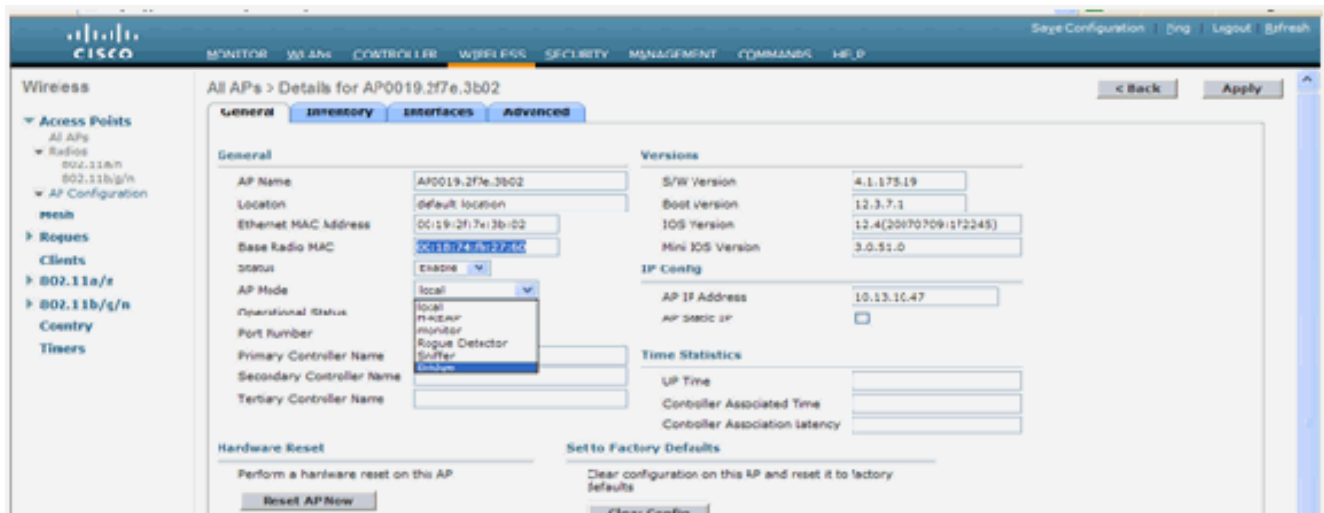 CISCO
Save Configuration Ping Logout Refresh
MONITOR WLANs CONTROLLER WIRELESS SECURITY MANAGEMENT COMMANDS HELP
Wireless
Access Points
All APs
Radios
802.11a/n
802.11b/g/n
AP Configuration
Mesh
Rogues
Clients
802.11a/n
802.11b/g/n
Country
Timers
All APs > Details for AP0019.2f7e.3b02
< Back
Apply
General Inventory Interfaces Advanced
General
AP Name AP0019.2f7e.3b02
Location default location
Ethernet MAC Address 00:19:2f:7e:3b:02
Base Radio MAC
Status Enable
AP Mode local
local
H-REAP
monitor
Rogue Detector
Sniffer
Bridge
Operational Status
Port Number
Primary Controller Name
Secondary Controller Name
Tertiary Controller Name
Versions
S/W Version 4.1.175.19
Boot Version 12.3.7.1
IOS Version
Mini IOS Version 3.0.51.0
IP Config
AP IP Address 10.13.10.47
AP Static IP
Time Statistics
UP Time
Controller Associated Time
Controller Association Latency
Hardware Reset
Perform a hardware reset on this AP
Reset AP Now
Set to Factory Defaults
Clear configuration on this AP and reset it to factory
defaults
Clear Config